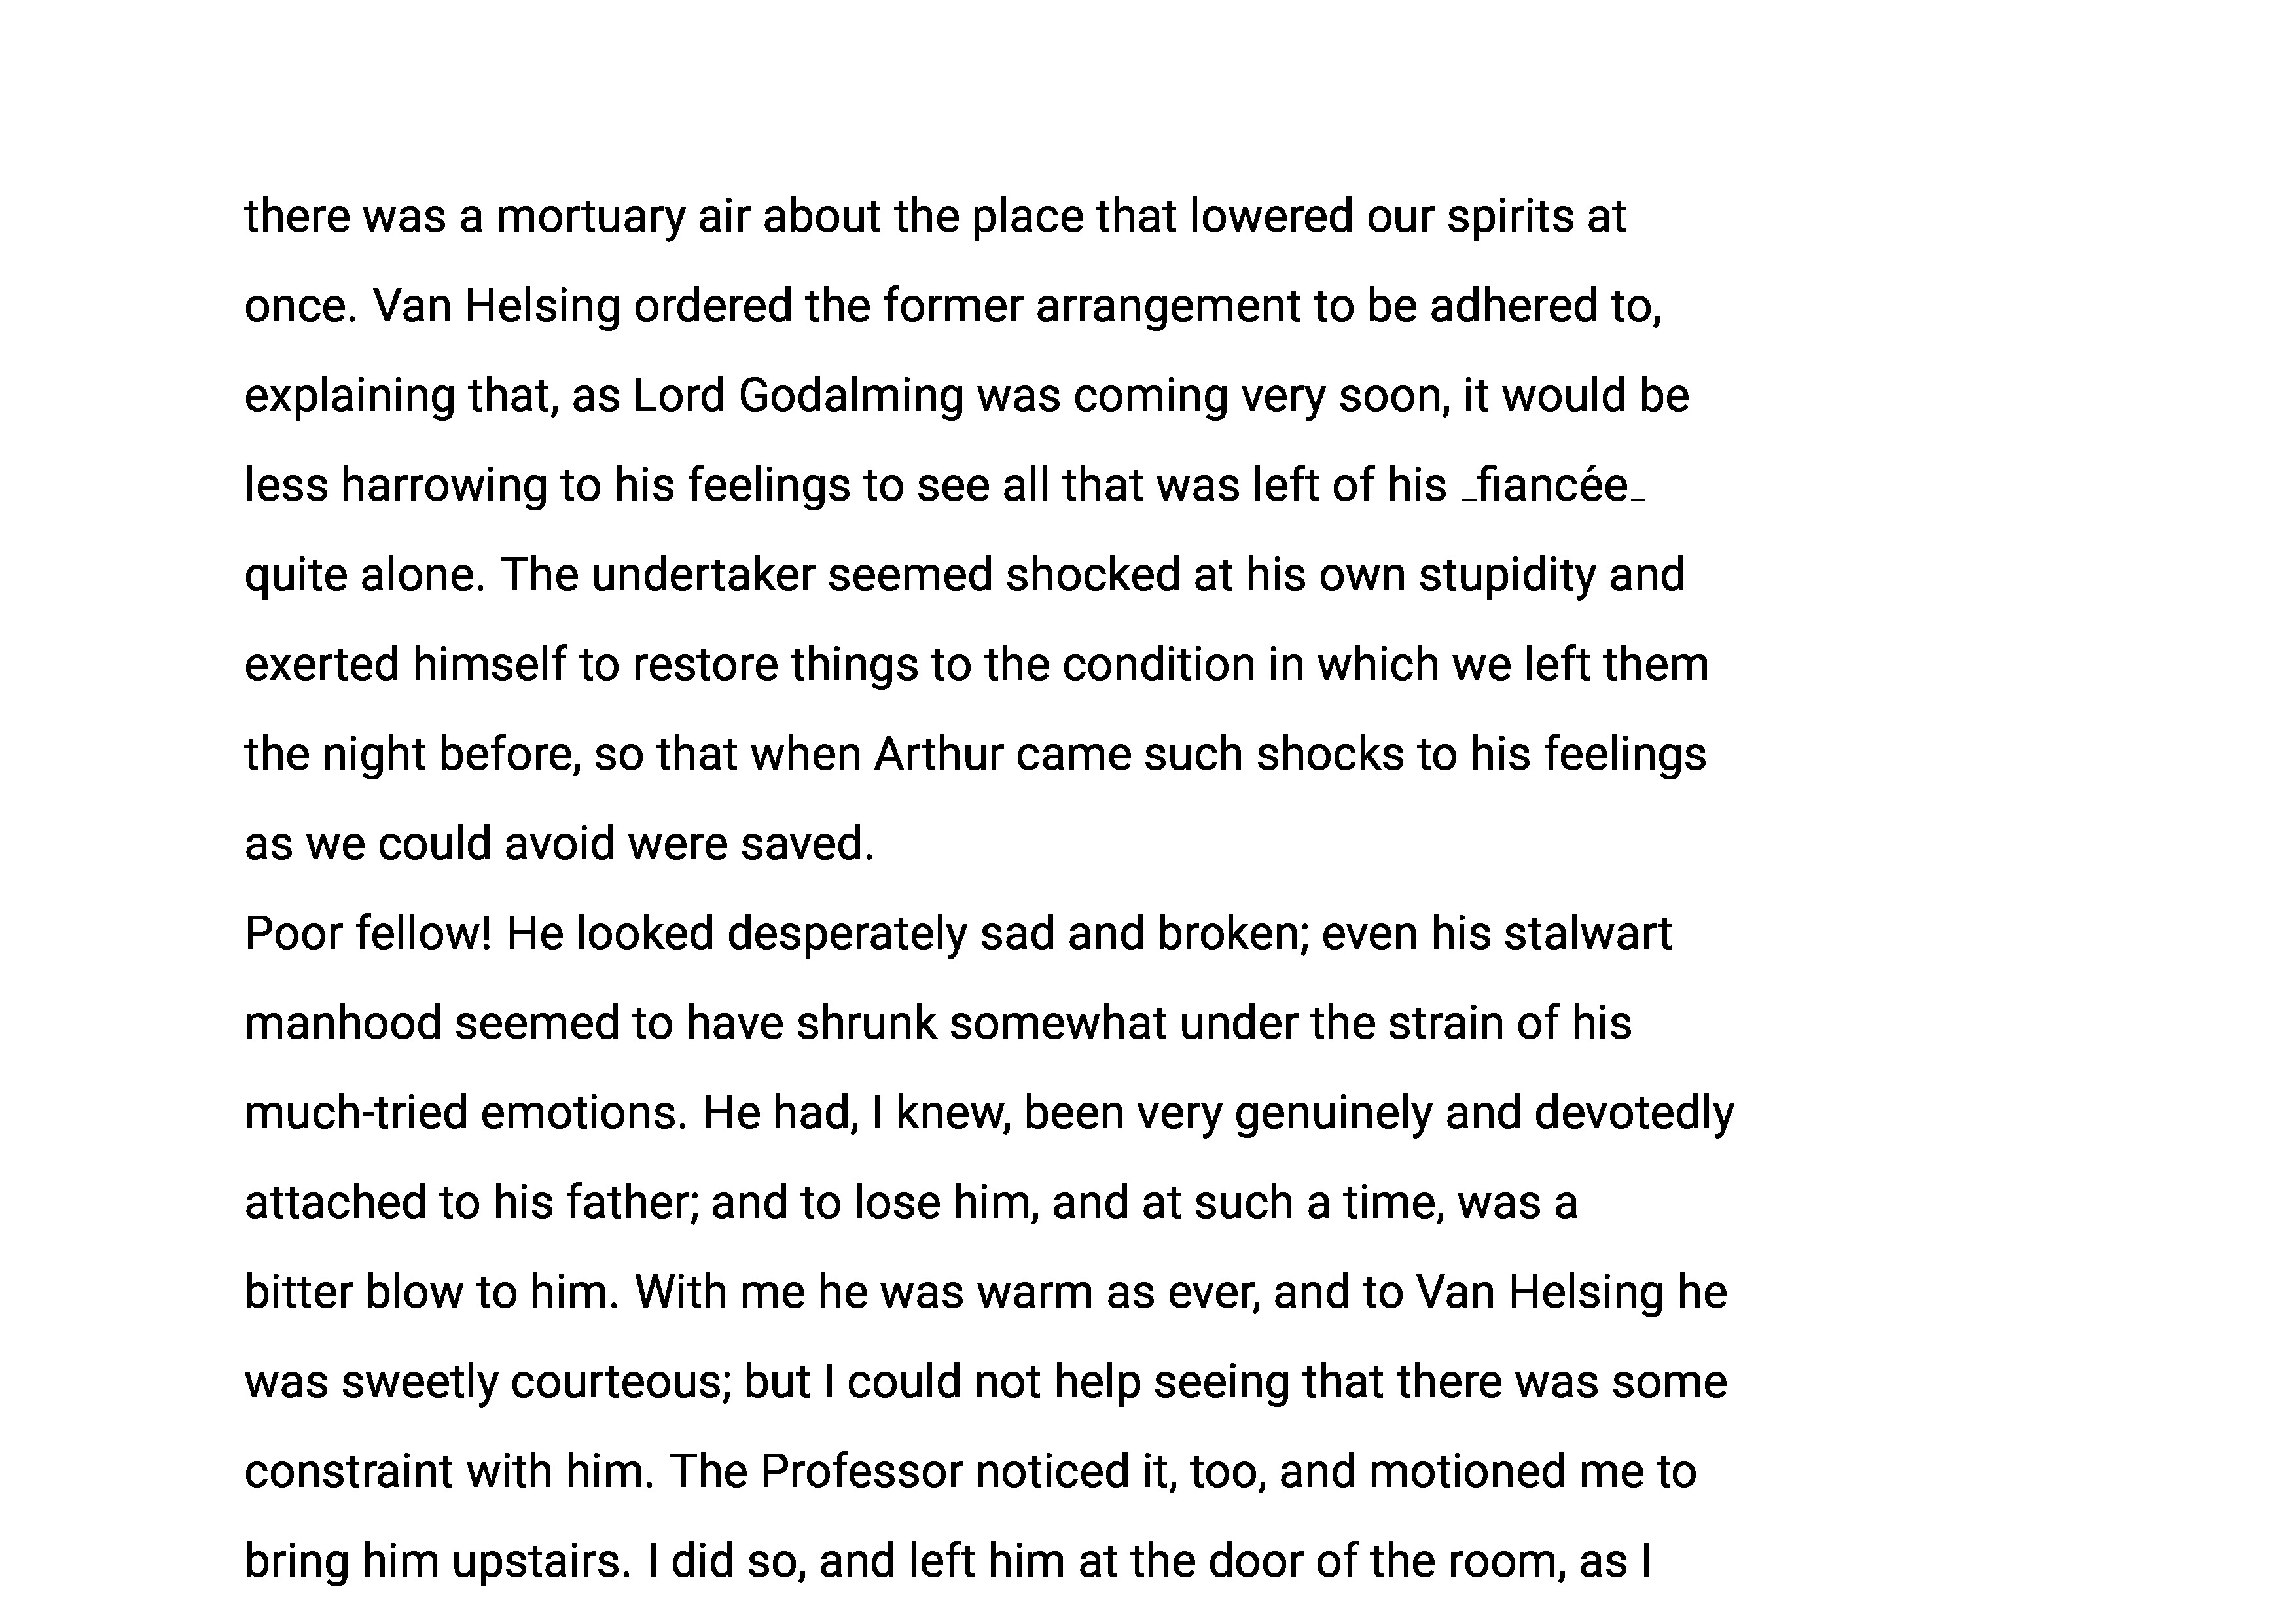 there was a mortuary air about the place that lowered our spirits at
once. Van Helsing ordered the former arrangement to be adhered to,
explaining that, as Lord Godalming was coming very soon, it would be
less harrowing to his feelings to see all that was left of his _fiancée_
quite alone. The undertaker seemed shocked at his own stupidity and
exerted himself to restore things to the condition in which we left them
the night before, so that when Arthur came such shocks to his feelings
as we could avoid were saved.
Poor fellow! He looked desperately sad and broken; even his stalwart
manhood seemed to have shrunk somewhat under the strain of his
much-tried emotions. He had, I knew, been very genuinely and devotedly
attached to his father; and to lose him, and at such a time, was a
bitter blow to him. With me he was warm as ever, and to Van Helsing he
was sweetly courteous; but I could not help seeing that there was some
constraint with him. The Professor noticed it, too, and motioned me to
bring him upstairs. I did so, and left him at the door of the room, as I